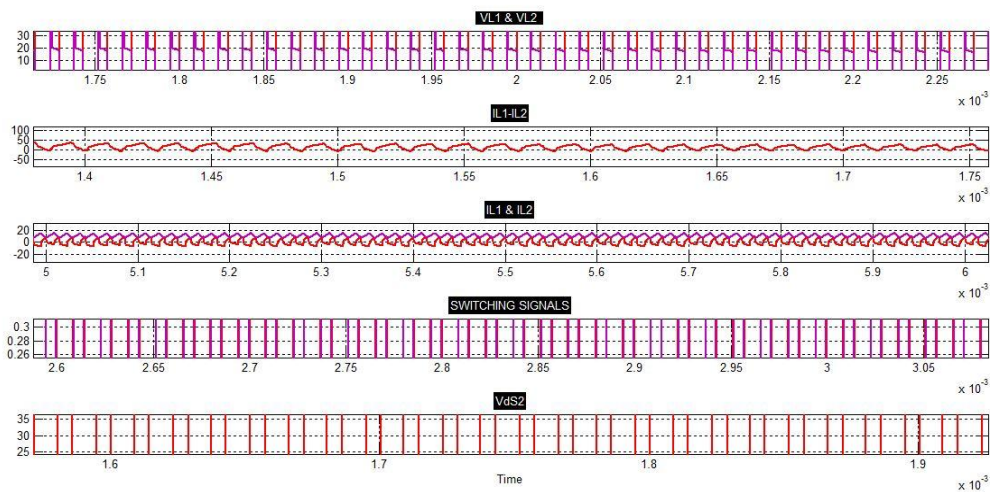 VL1 & VL2
30
20
10
1.75 1.8 1.85 1.9 1.95 2 2.05 2.1 2.15 2.2 2.25
x 10-3
IL1-IL2
100
50
0
-50
1.4 1.45 1.5 1.55 1.6 1.65 1.7 1.75
x 10-3
IL1 & IL2
20
0
-20
5 5.1 5.2 5.3 5.4 5.5 5.6 5.7 5.8 5.9 6
x 10-3
SWITCHING SIGNALS
0.3
0.28
0.26
2.6 2.65 2.7 2.75 2.8 2.85 2.9 2.95 3 3.05
x 10-3
VdS2
35
30
25
1.6 1.7 1.8 1.9
Time
x 10-3